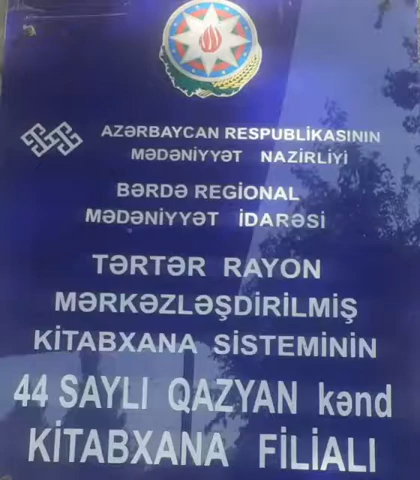 AZƏRBAYCAN RESPUBLİKASININ
MƏDƏNİYYƏT NAZİRLİYİ
BƏRDƏ REGİONAL
MƏDƏNİYYƏT İDARƏSİ
TƏRTƏR RAYON
MƏRKƏZLƏŞDİRİLMİŞ
KİTABXANA SİSTEMİNİN
44 SAYLI QAZYAN kənd
KİTABXANA FİLİALI